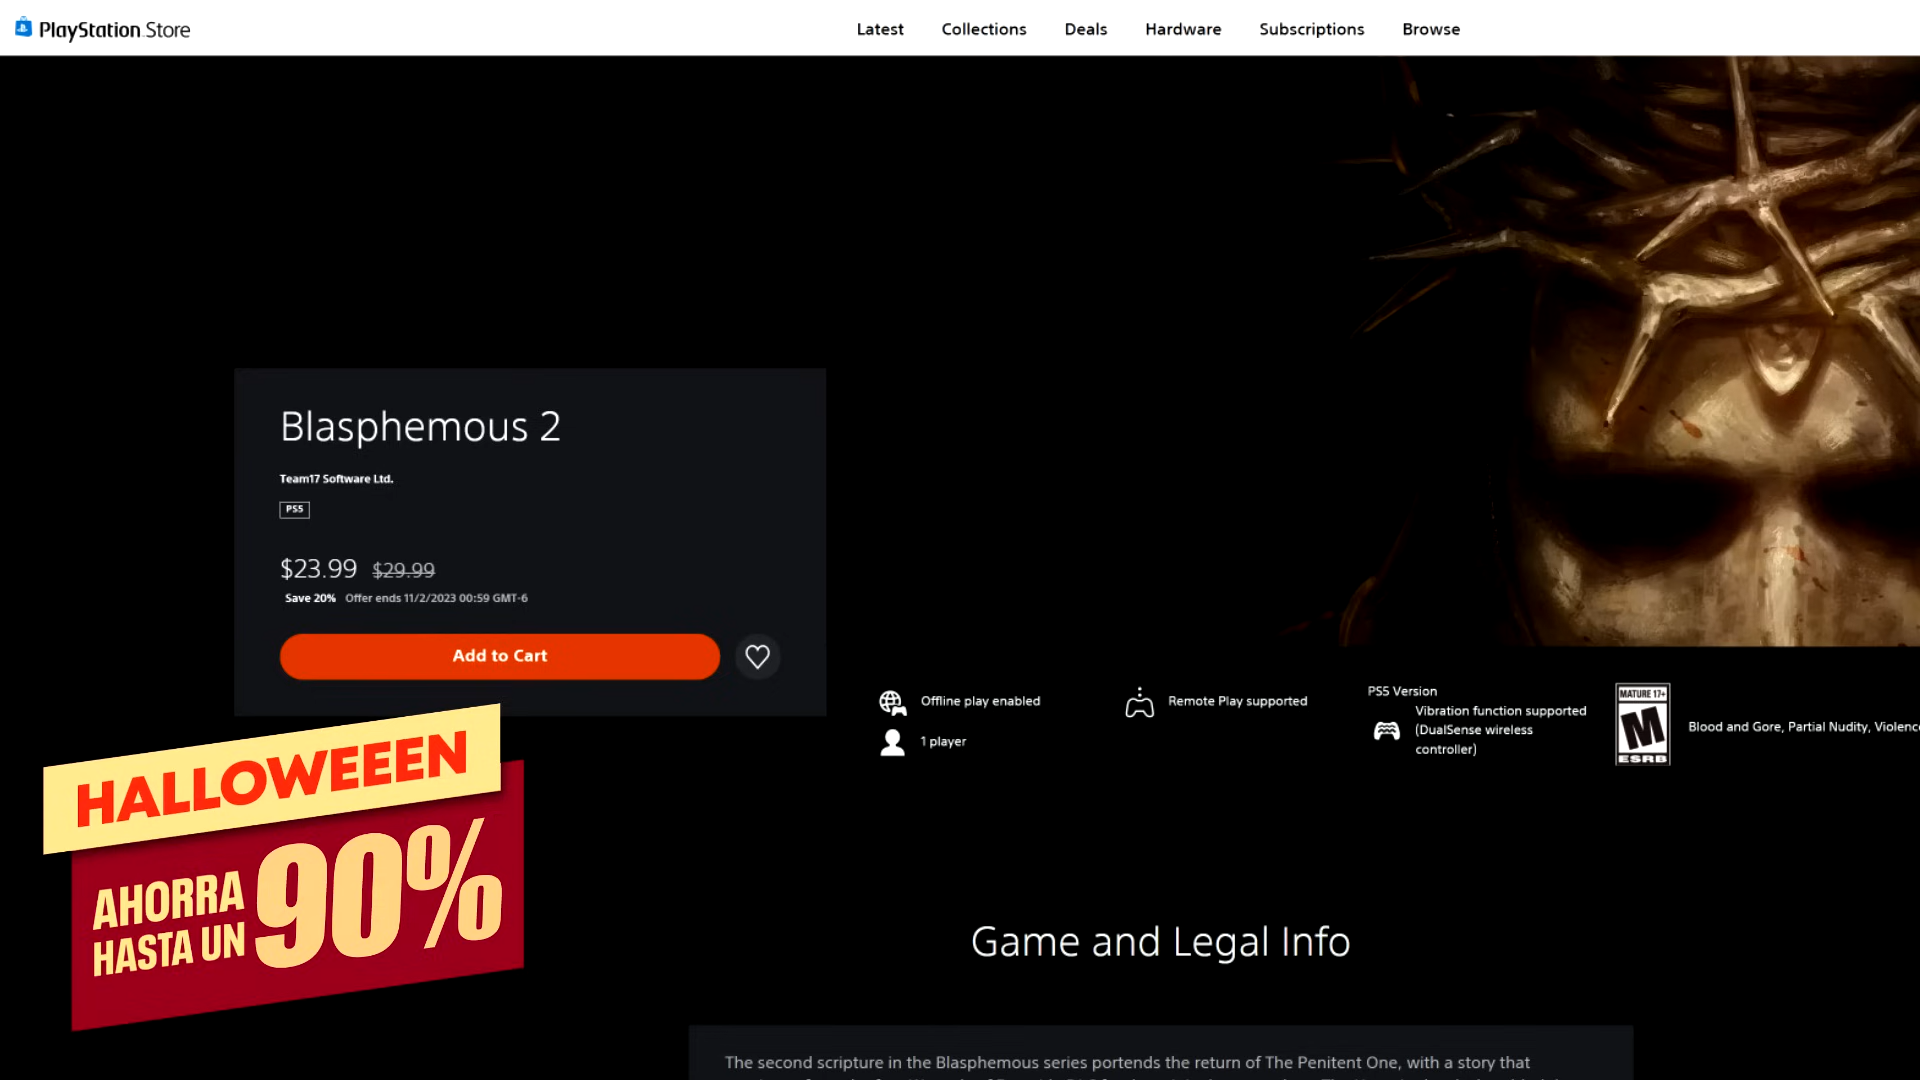 PlayStation Store
Latest Collections Deals Hardware Subscriptions Browse
Blasphemous 2
Team17 Software Ltd.
PS5
$23.99 $29.99
Save 20% Offer ends 11/2/2023 00:59 GMT-6
Add to Cart
Offline play enabled
1 player
Remote Play supported
PS5 Version
Vibration function supported
(DualSense wireless
controller)
MATURE 17+
M
ESRB
Blood and Gore, Partial Nudity, Violence
HALLOWEEEN
AHORRA
HASTA UN
90%
Game and Legal Info
The second scripture in the Blasphemous series portends the return of The Penitent One, with a story that